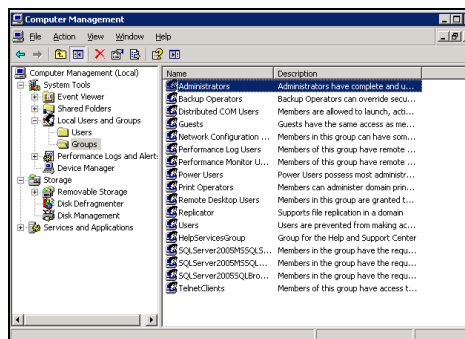 Computer Management
File Action View Window Help
Computer Management (Local)
System Tools
Event Viewer
Shared Folders
Local Users and Groups
Users
Groups
Performance Logs and Alert
Device Manager
Storage
Removable Storage
Disk Defragmenter
Disk Management
Services and Applications
Name Description
Administrators Administrators have complete and u...
Backup Operators Backup Operators can override secu...
Distributed COM Users Members are allowed to launch, acti...
Guests Guests have the same access as me...
Network Configuration ... Members in this group can have som...
Performance Log Users Members of this group have remote ...
Performance Monitor U... Members of this group have remote ...
Power Users Power Users possess most administr...
Print Operators Members can administer domain prin...
Remote Desktop Users Members in this group are granted t...
Replicator Supports file replication in a domain
Users Users are prevented from making ac...
HelpServicesGroup Group for the Help and Support Center
SQLServer2005MSSQLS... Members in the group have the requ...
SQLServer2005MSSQL... Members in the group have the requ...
SQLServer2005SQLBro... Members in the group have the requ...
TelnetClients Members of this group have access t...